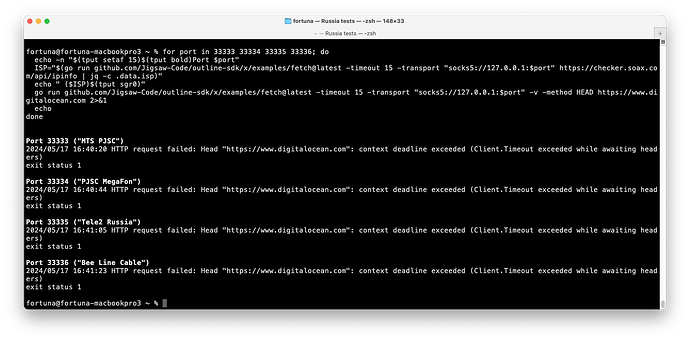 fortuna — Russia tests — -zsh — 148×33
— Russia tests — -zsh
fortuna@fortuna-macbookpro3 ~ % for port in 33333 33334 33335 33336; do
echo -n "$(tput setaf 15)$(tput bold)Port $port"
ISP="$(go run github.com/Jigsaw-Code/outline-sdk/x/examples/fetch@latest -timeout 15 -transport "socks5://127.0.0.1:$port" https://checker.soax.co
m/api/ipinfo | jq -c .data.isp)"
echo " ($ISP)$(tput sgr0)"
go run github.com/Jigsaw-Code/outline-sdk/x/examples/fetch@latest -timeout 15 -transport "socks5://127.0.0.1:$port" -v -method HEAD https://www.di
gitalocean.com 2>&1
echo
done
Port 33333 ("MTS PJSC")
2024/05/17 16:40:20 HTTP request failed: Head "https://www.digitalocean.com": context deadline exceeded (Client.Timeout exceeded while awaiting head
ers)
exit status 1
Port 33334 ("PJSC MegaFon")
2024/05/17 16:40:44 HTTP request failed: Head "https://www.digitalocean.com": context deadline exceeded (Client.Timeout exceeded while awaiting head
ers)
exit status 1
Port 33335 ("Tele2 Russia")
2024/05/17 16:41:05 HTTP request failed: Head "https://www.digitalocean.com": context deadline exceeded (Client.Timeout exceeded while awaiting head
ers)
exit status 1
Port 33336 ("Bee Line Cable")
2024/05/17 16:41:23 HTTP request failed: Head "https://www.digitalocean.com": context deadline exceeded (Client.Timeout exceeded while awaiting head
ers)
exit status 1
fortuna@fortuna-macbookpro3 ~ %